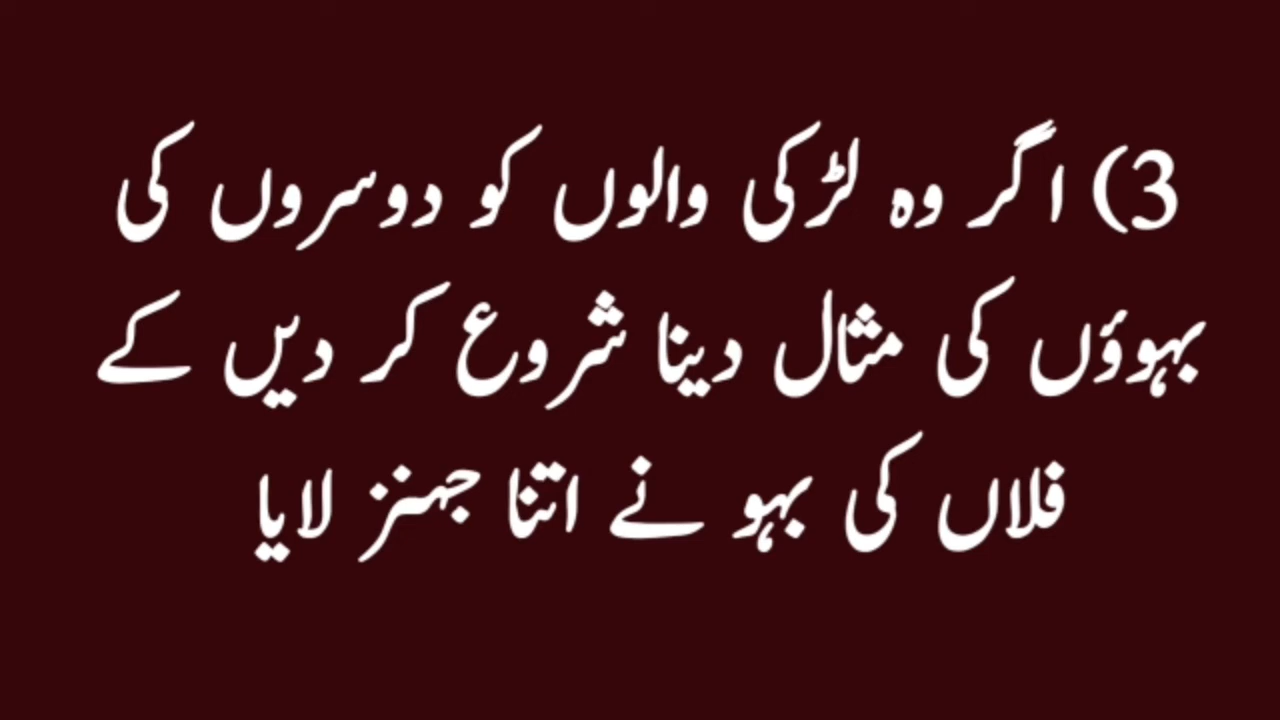 3) اگر وہ لڑکی والوں کو دوسروں کی
بہوؤں کی مثال دینا شروع کر دیں کے
فلاں کی بہو نے اتنا جہنز لایا